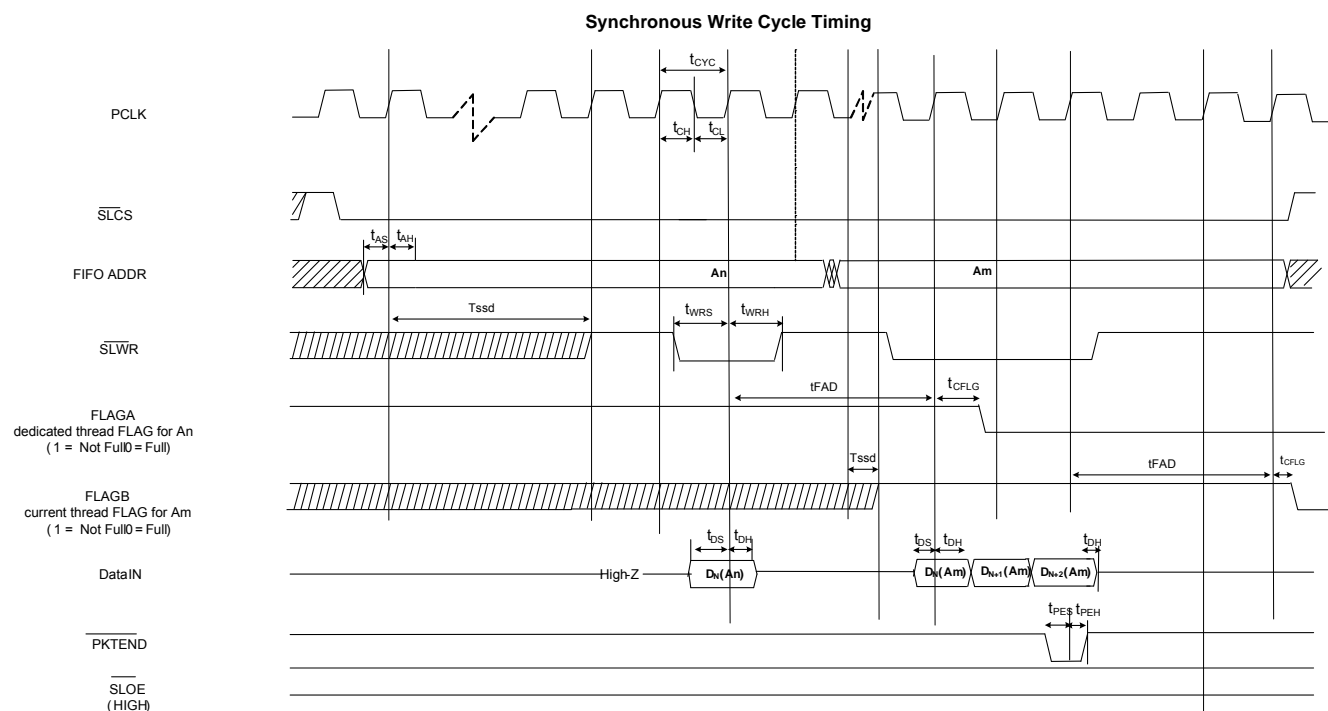 Synchronous Write Cycle Timing
tCYC
PCLK
tCH
tCL
SLCS
tAS
tAH
FIFO ADDR
An
Am
Tssd
tWRS
tWRH
SLWR
tFAD
tCFLG
FLAGA
dedicated thread FLAG for An
( 1 = Not Full0 = Full)
Tssd
tFAD
tCFLG
FLAGB
current thread FLAG for Am
( 1 = Not Full0 = Full)
tDS
tDH
tDS
tDH
tDH
DataIN
High-Z
DN(An)
DN(Am)
DN+1(Am)
DN+2(Am)
tPES
tPEH
PKTEND
SLOE
(HIGH)